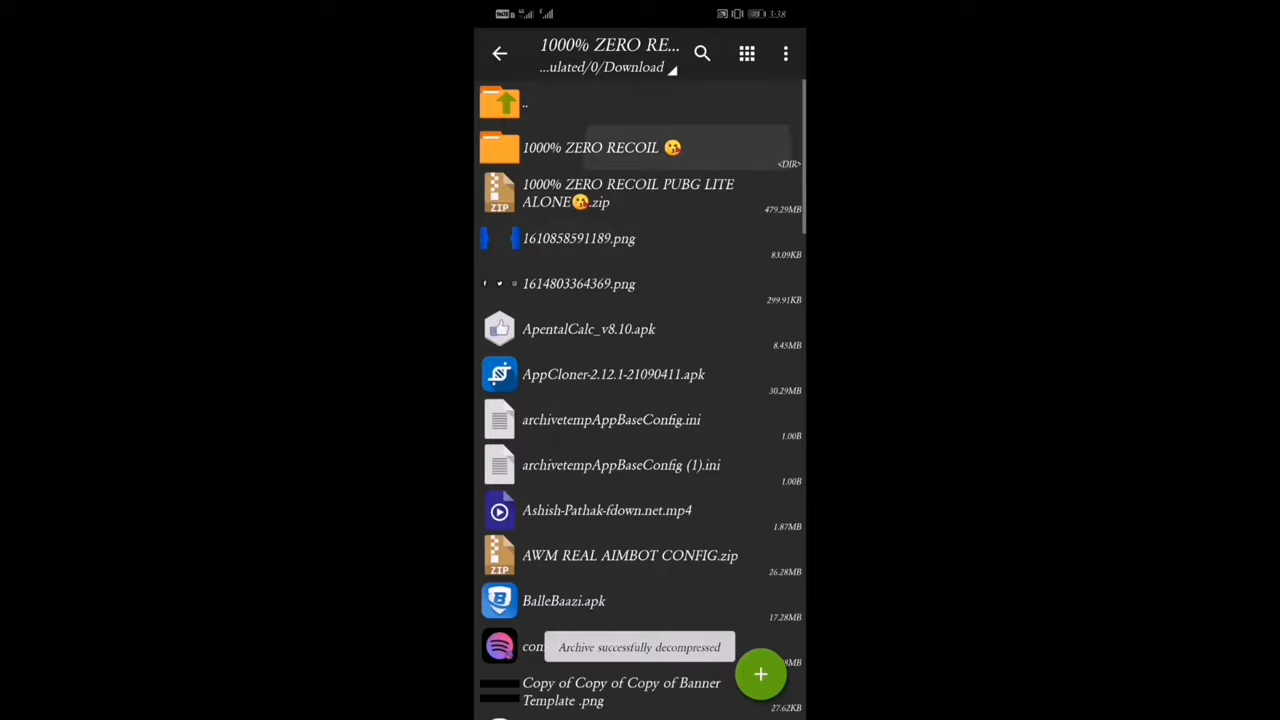 3:38
1000% ZERO RE...
...ulated/0/Download
..
1000% ZERO RECOIL 😘
<DIR>
1000% ZERO RECOIL PUBG LITE
ALONE😘.zip
479.29MB
1610858591189.png
83.09KB
1614803364369.png
299.91KB
ApentalCalc_v8.10.apk
8.45MB
AppCloner-2.12.1-21090411.apk
30.29MB
archivetempAppBaseConfig.ini
1.00B
archivetempAppBaseConfig (1).ini
1.00B
Ashish-Pathak-fdown.net.mp4
1.87MB
ZIP
AWM REAL AIMBOT CONFIG.zip
26.28MB
BalleBaazi.apk
17.28MB
Archive successfully decompressed
Copy of Copy of Copy of Banner
Template .png
27.62KB